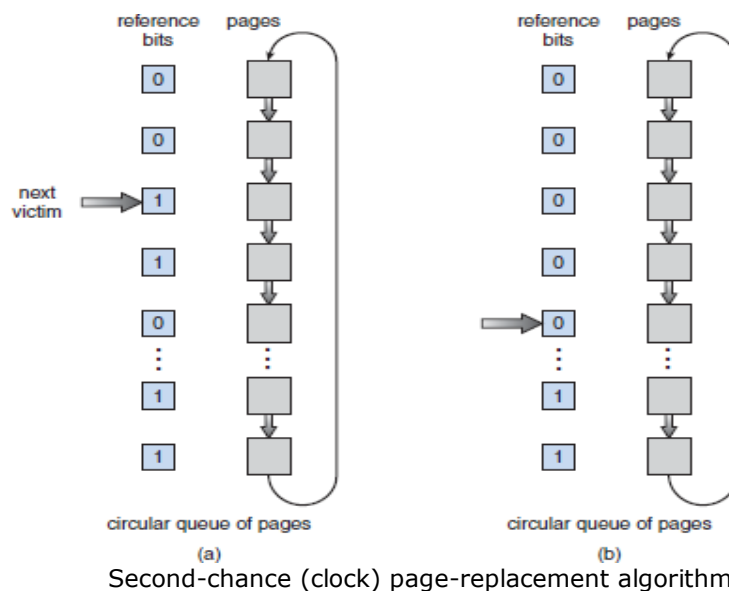 reference pages
bits
0
0
next
victim
1
1
0
1
1
circular queue of pages
(a)
reference pages
bits
0
0
0
0
0
1
1
circular queue of pages
(b)
Second-chance (clock) page-replacement algorithm